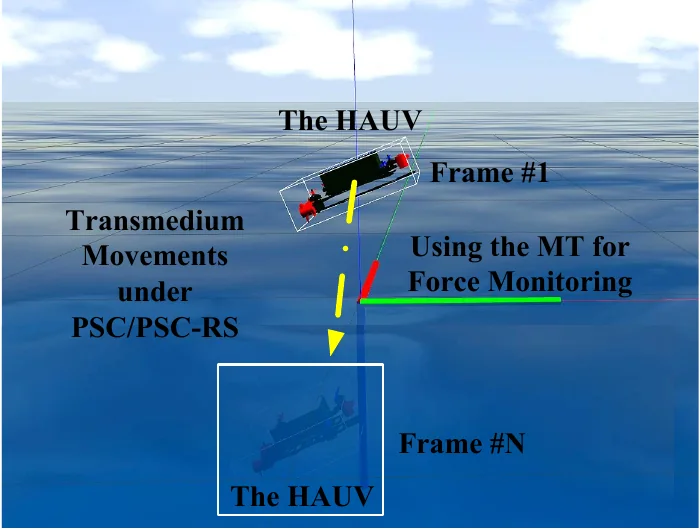 The HAUV
Frame #1
Transmedium
Movements
under
PSC/PSC-RS
Using the MT for
Force Monitoring
Frame #N
The HAUV